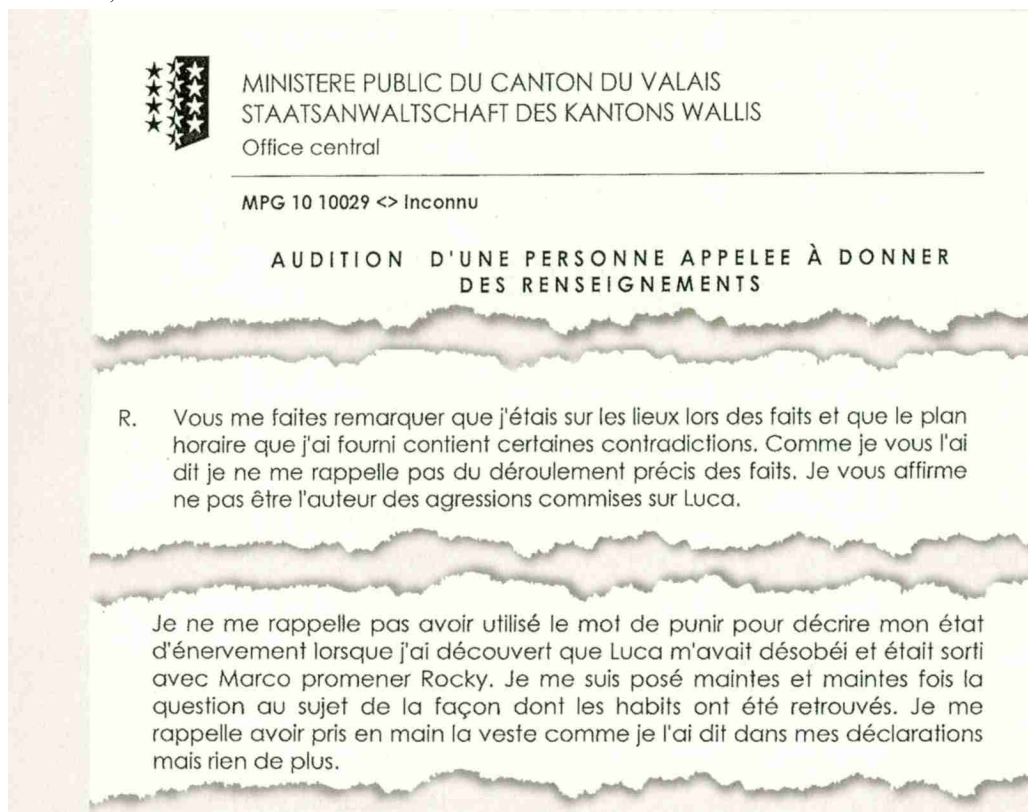 MINISTERE PUBLIC DU CANTON DU VALAIS
STAATSANWALTSCHAFT DES KANTONS WALLIS
Office central
MPG 10 10029 <> Inconnu
AUDITION D'UNE PERSONNE APPELEE À DONNER
DES RENSEIGNEMENTS
R. Vous me faites remarquer que j'étais sur les lieux lors des faits et que le plan
horaire que j'ai fourni contient certaines contradictions. Comme je vous l'ai
dit je ne me rappelle pas du déroulement précis des faits. Je vous affirme
ne pas être l'auteur des agressions commises sur Luca.
Je ne me rappelle pas avoir utilisé le mot de punir pour décrire mon état
d'énervement lorsque j'ai découvert que Luca m'avait désobéi et était sorti
avec Marco promener Rocky. Je me suis posé maintes et maintes fois la
question au sujet de la façon dont les habits ont été retrouvés. Je me
rappelle avoir pris en main la veste comme je l'ai dit dans mes déclarations
mais rien de plus.